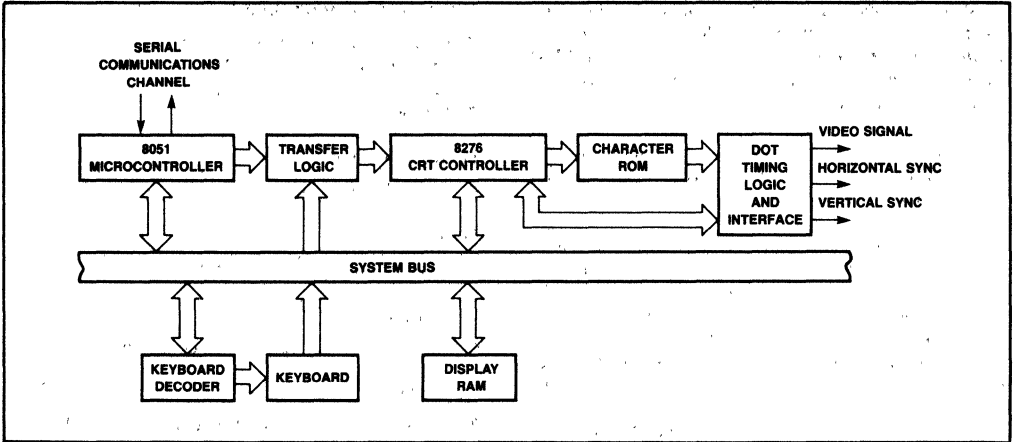 SERIAL
COMMUNICATIONS
CHANNEL
8051
MICROCONTROLLER
TRANSFER
LOGIC
8276
CRT CONTROLLER
CHARACTER
ROM
DOT
TIMING
LOGIC
AND
INTERFACE
VIDEO SIGNAL
HORIZONTAL SYNC
VERTICAL SYNC
SYSTEM BUS
KEYBOARD
DECODER
KEYBOARD
DISPLAY
RAM